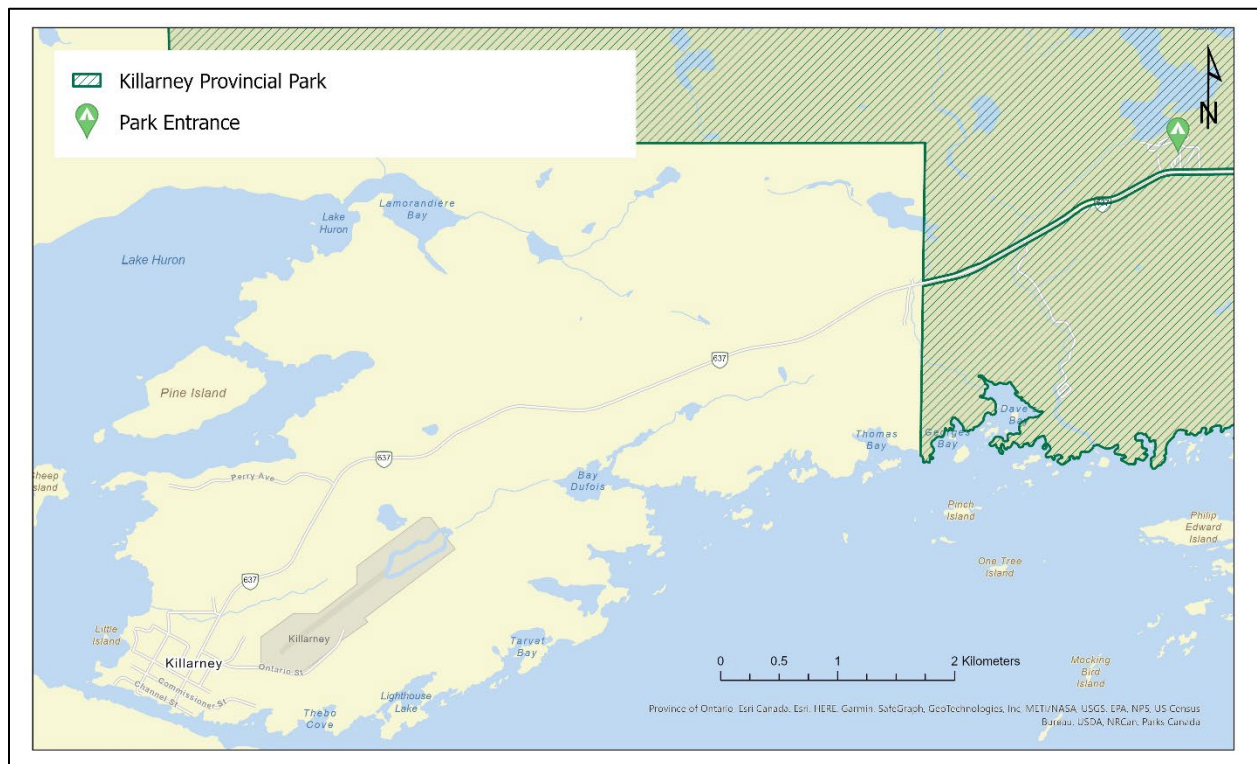 Killarney Provincial Park
Park Entrance
N
Lamorandière
Bay
Lake
Huron
Lake Huron
637
Pine Island
Dave
Thomas
Bay
Georges
Bay
637
Perry Ave
Sheep
Island
Bay
Dufois
Pinch
Island
Philip
Edward
Island
One Tree
Island
637
Little
Island
Killarney
Killarney
Ontario St
Tarvat
Bay
Commissioner St
Channel St
0 0.5 1 2 Kilometers
Mocking
Bird
Island
Lighthouse
Lake
Thebo
Cove
Province of Ontario, Esri Canada, Esri, HERE, Garmin, SafeGraph, GeoTechnologies, Inc, METI/NASA, USGS, EPA, NPS, US Census
Bureau, USDA, NRCan, Parks Canada